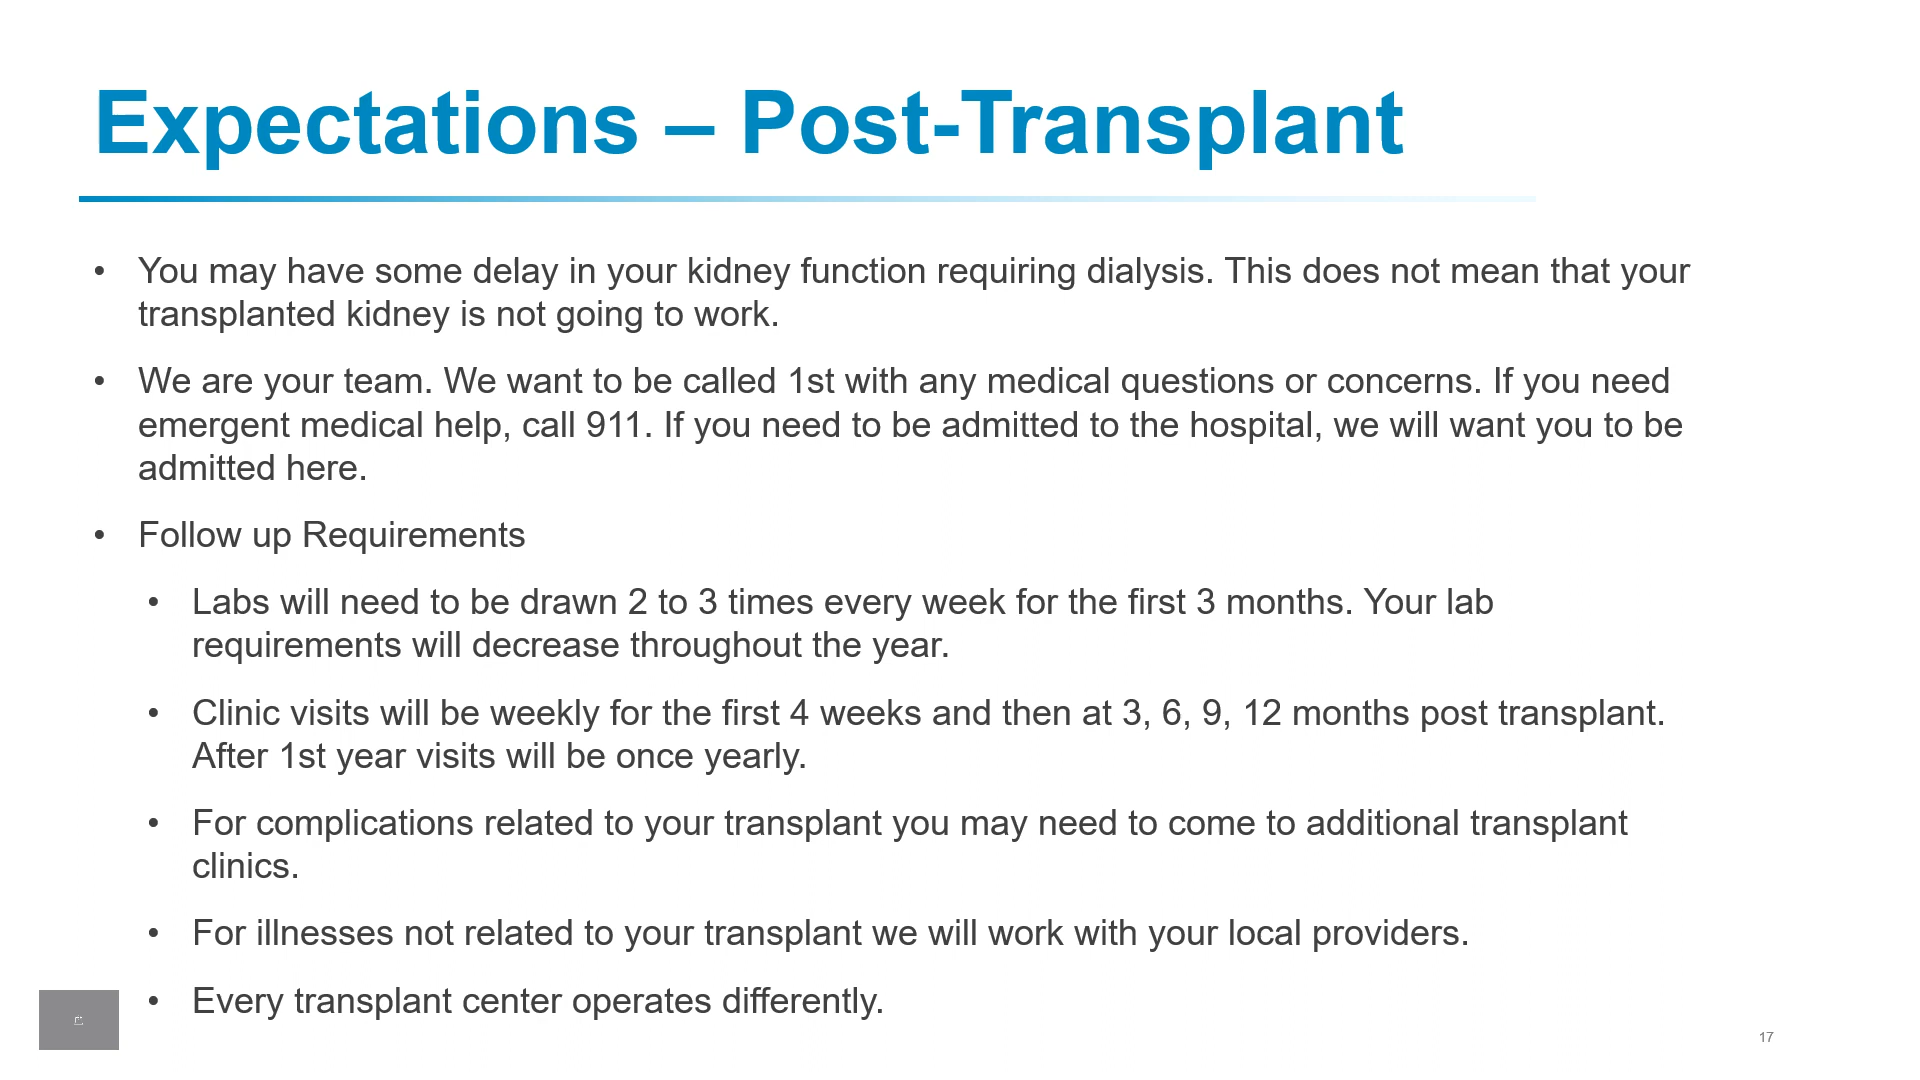 Expectations – Post-Transplant
• You may have some delay in your kidney function requiring dialysis. This does not mean that your
transplanted kidney is not going to work.
• We are your team. We want to be called 1st with any medical questions or concerns. If you need
emergent medical help, call 911. If you need to be admitted to the hospital, we will want you to be
admitted here.
• Follow up Requirements
• Labs will need to be drawn 2 to 3 times every week for the first 3 months. Your lab
requirements will decrease throughout the year.
• Clinic visits will be weekly for the first 4 weeks and then at 3, 6, 9, 12 months post transplant.
After 1st year visits will be once yearly.
• For complications related to your transplant you may need to come to additional transplant
clinics.
• For illnesses not related to your transplant we will work with your local providers.
• Every transplant center operates differently.
17